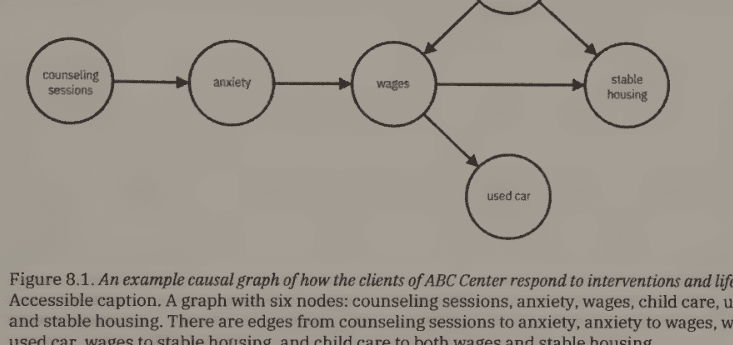 counseling
sessions
anxiety
wages
stable
housing
used car
Figure 8.1. An example causal graph of how the clients of ABC Center respond to interventions and life
Accessible caption. A graph with six nodes: counseling sessions, anxiety, wages, child care, u
and stable housing. There are edges from counseling sessions to anxiety, anxiety to wages, w
used car, wages to stable housing, and child care to both wages and stable housing.